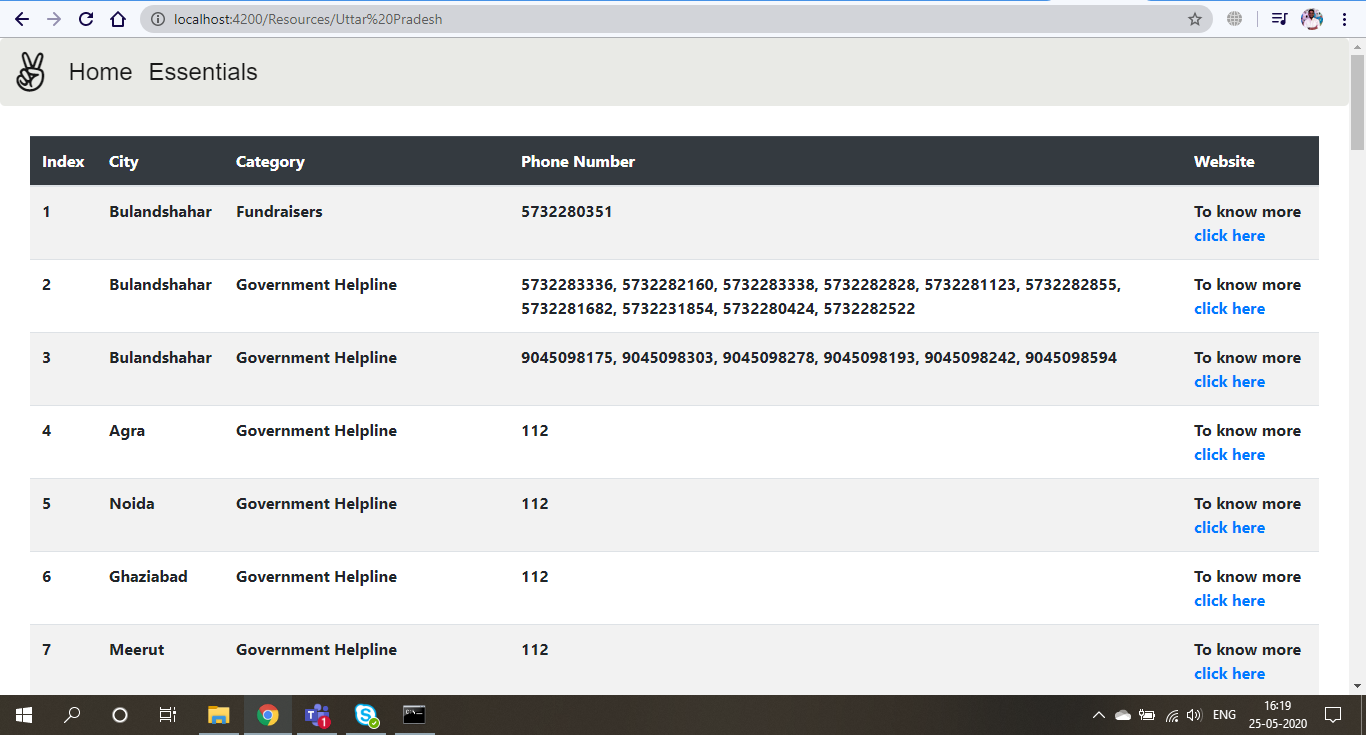 localhost:4200/Resources/Uttar%20Pradesh
Home Essentials
Index City Category Phone Number Website
1 Bulandshahar Fundraisers 5732280351 To know more
click here
2 Bulandshahar Government Helpline 5732283336, 5732282160, 5732283338, 5732282828, 5732281123, 5732282855, To know more
5732281682, 5732231854, 5732280424, 5732282522 click here
3 Bulandshahar Government Helpline 9045098175, 9045098303, 9045098278, 9045098193, 9045098242, 9045098594 To know more
click here
4 Agra Government Helpline 112 To know more
click here
5 Noida Government Helpline 112 To know more
click here
6 Ghaziabad Government Helpline 112 To know more
click here
7 Meerut Government Helpline 112 To know more
click here
T 1 S ENG 16:19
25-05-2020